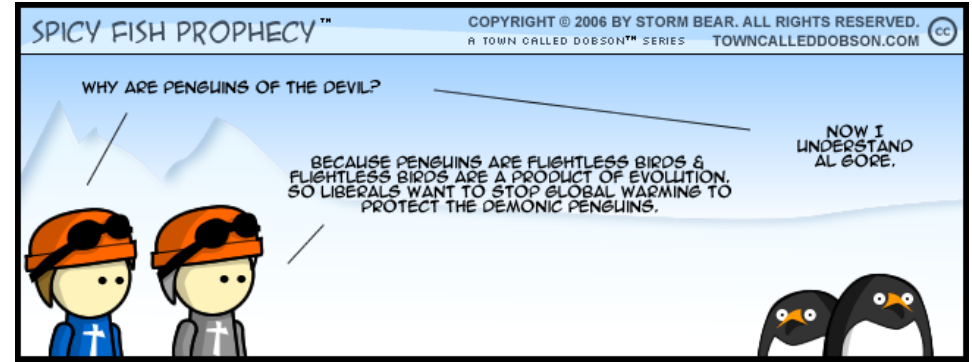 SPICY FISH PROPHECY™
COPYRIGHT © 2006 BY STORM BEAR. ALL RIGHTS RESERVED.
A TOWN CALLED DOBSON™ SERIES TOWNCALLEDDOBSON.COM
cc
WHY ARE PENGUINS OF THE DEVIL?
BECAUSE PENGUINS ARE FLIGHTLESS BIRDS &
FLIGHTLESS BIRDS ARE A PRODUCT OF EVOLUTION.
SO LIBERALS WANT TO STOP GLOBAL WARMING TO
PROTECT THE DEMONIC PENGUINS.
NOW I
UNDERSTAND
AL GORE.